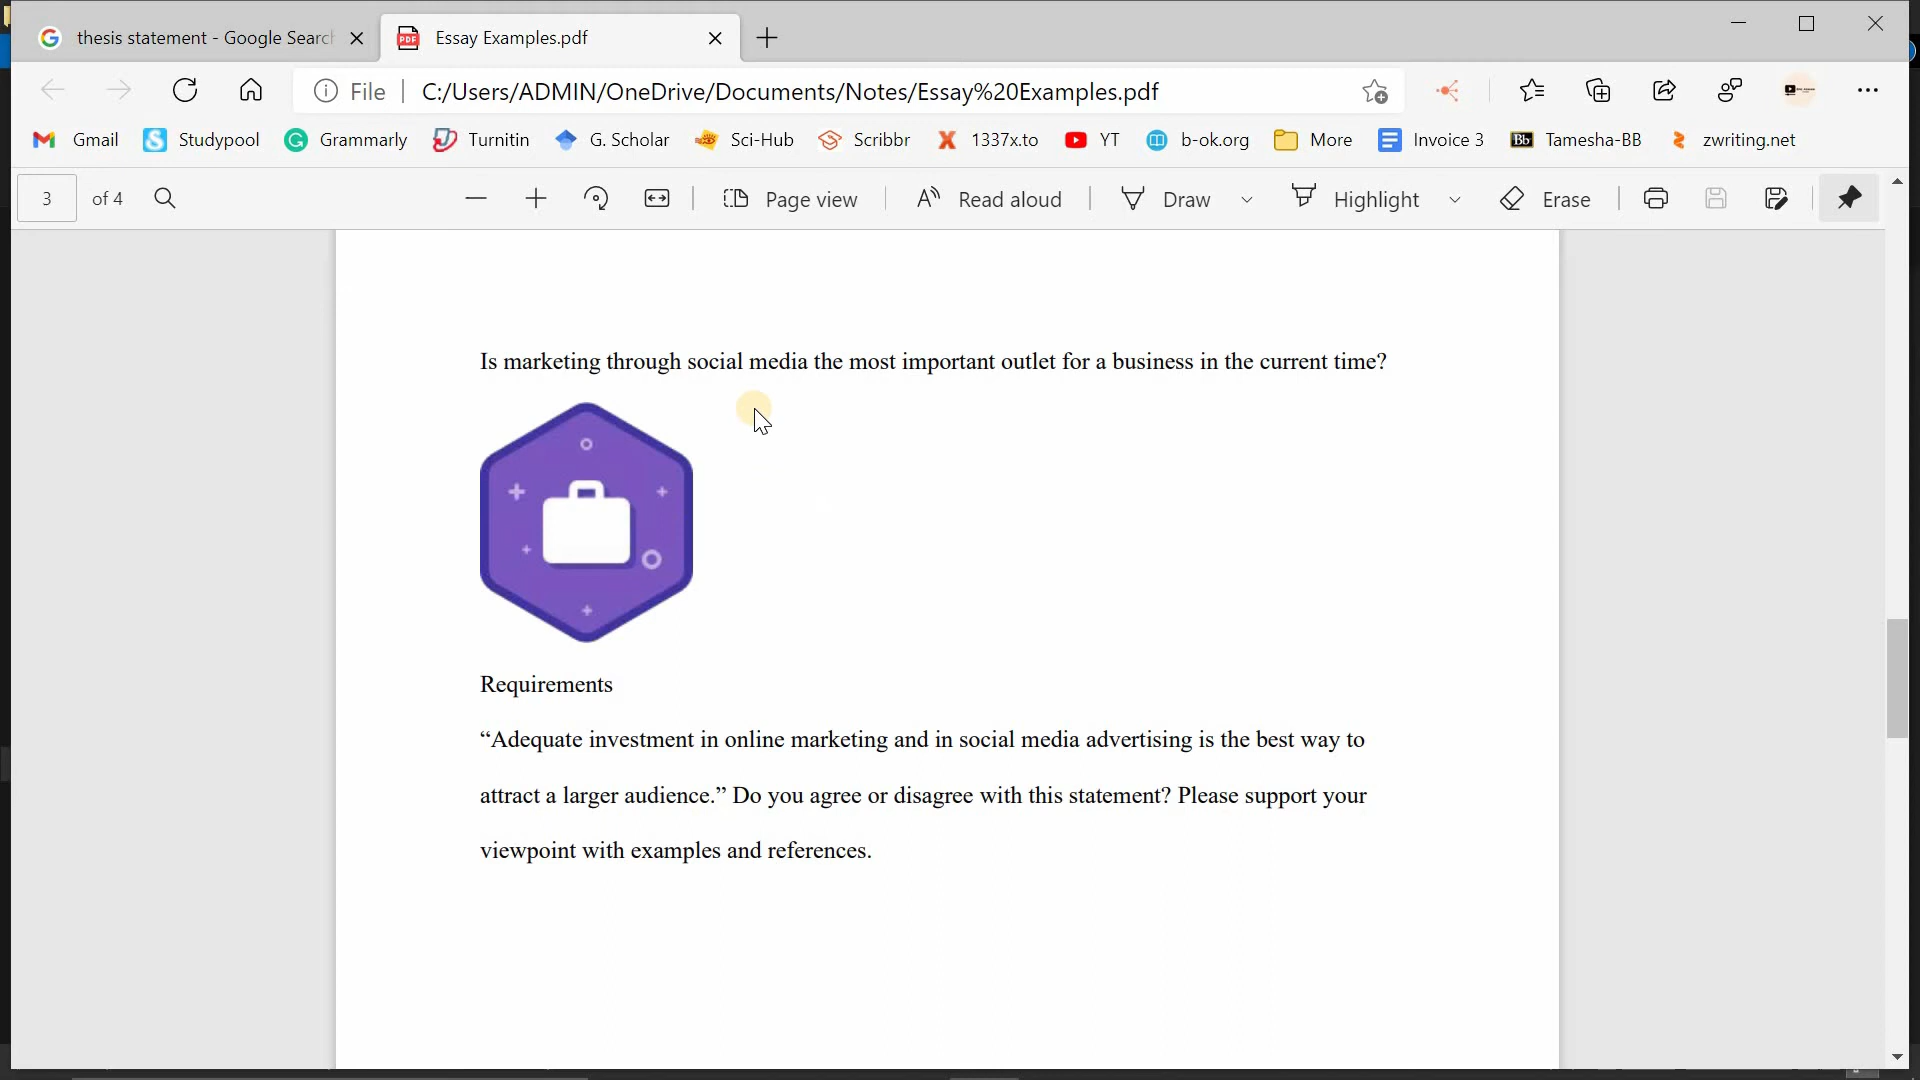 thesis statement - Google Searc
Essay Examples.pdf
File
C:/Users/ADMIN/OneDrive/Documents/Notes/Essay%20Examples.pdf
Gmail
Studypool
Grammarly
Turnitin
G. Scholar
Sci-Hub
Scribbr
1337x.to
YT
b-ok.org
More
Invoice 3
Bb Tamesha-BB
zwriting.net
3 of 4
Page view
Read aloud
Draw
Highlight
Erase
Is marketing through social media the most important outlet for a business in the current time?
Requirements
“Adequate investment in online marketing and in social media advertising is the best way to
attract a larger audience.” Do you agree or disagree with this statement? Please support your
viewpoint with examples and references.